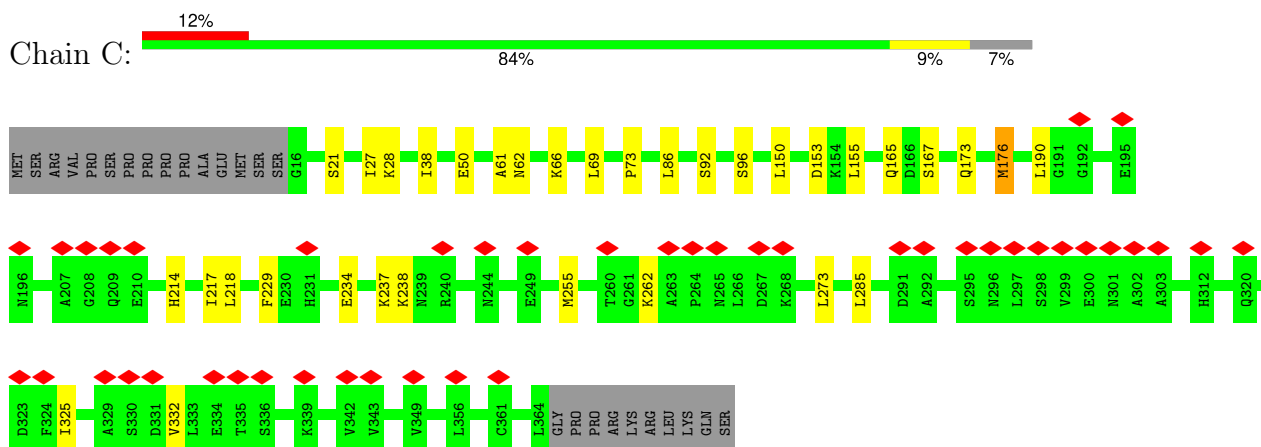 12%
Chain C:
84% 9% 7%
MET SER ARG VAL PRO SER PRO PRO PRO PRO PRO ALA GLU MET SER SER G16 S21 I27 K28 I38 E50 A61 N62 K66 L69 P73 L86 S92 S96 L150 D153 K154 L155 Q165 D166 S167 Q173 M176 L190 G191 G192 E195
N196 A207 G208 Q209 E210 H214 I217 L218 F229 E230 H231 E234 K237 K238 N239 R240 N244 E249 M255 T260 G261 K262 A263 P264 N265 L266 D267 K268 L273 L285 D291 A292 S295 N296 L297 S298 V299 E300 N301 A302 A303 H312 Q320
D323 F324 I325 A329 S330 D331 V332 L333 E334 T335 S336 K339 V342 V343 V349 L356 C361 L364 GLY PRO PRO ARG LYS ARG LEU LYS GLN SER